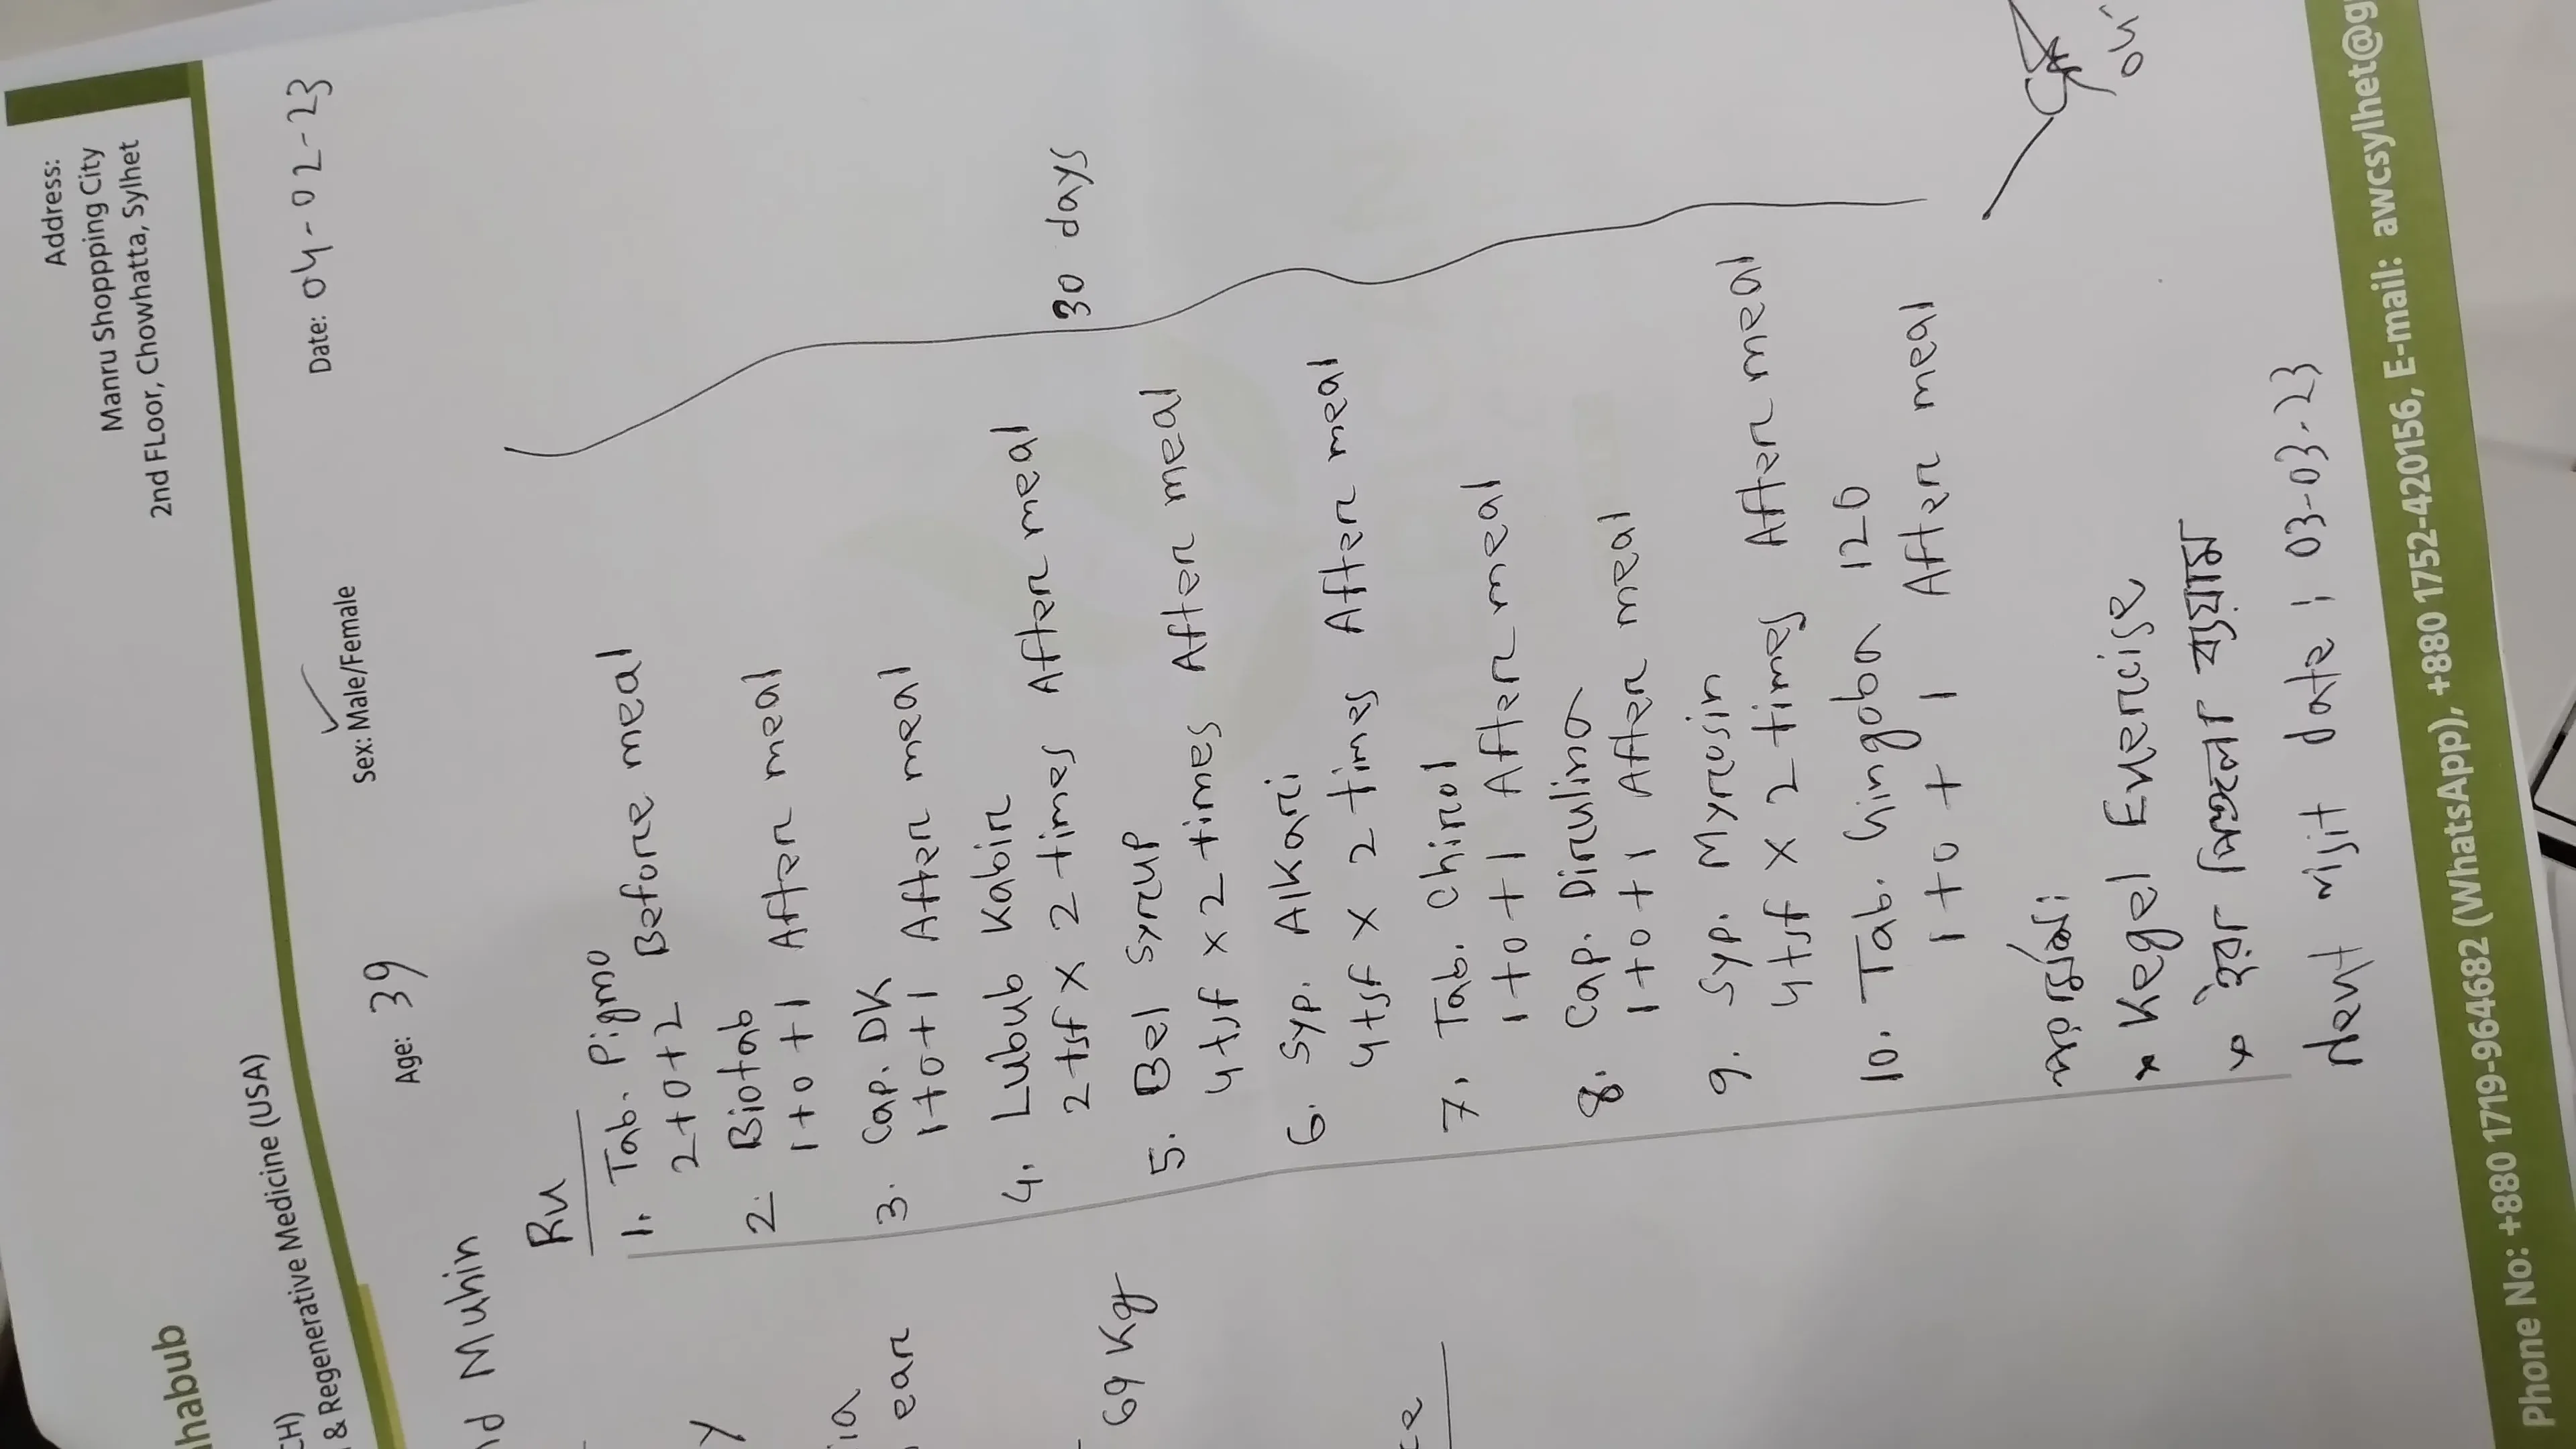 Address:
Manru Shoppping City
2nd FLoor, Chowhatta, Sylhet
habub
CH)
& Regenerative Medicine (USA)
Date: 04-02-23
Sex: Male/Female
Age: 39
Muhin
Rx
1. Tab. Pigmo
2+0+2 Before meal
2. Biotab
1+0+1 After meal
3. Cap. DK
1+0+1 After meal
4. Lubub Kabir
2 tsf x 2 times After meal
30 days
5. Bel Syrup
4 tsf x 2 times After meal
6. Syp. Alkari
4 tsf x 2 times After meal
7. Tab. Chirol
1+0+1 After meal
8. Cap. Dirulina
1+0+1 After meal
9. Syp. Myrosin
4 tsf x 2 times After meal
10. Tab. Gingoba 120
1+0+1 After meal
69 Kg
ear
পরামর্শ:
* Kegel Exercise
* হুর ব্যায়াম
Next visit date : 03-03-23
Phone No: +880 1719-964682 (WhatsApp), +880 1752-420156, E-mail: awcsylhet@g